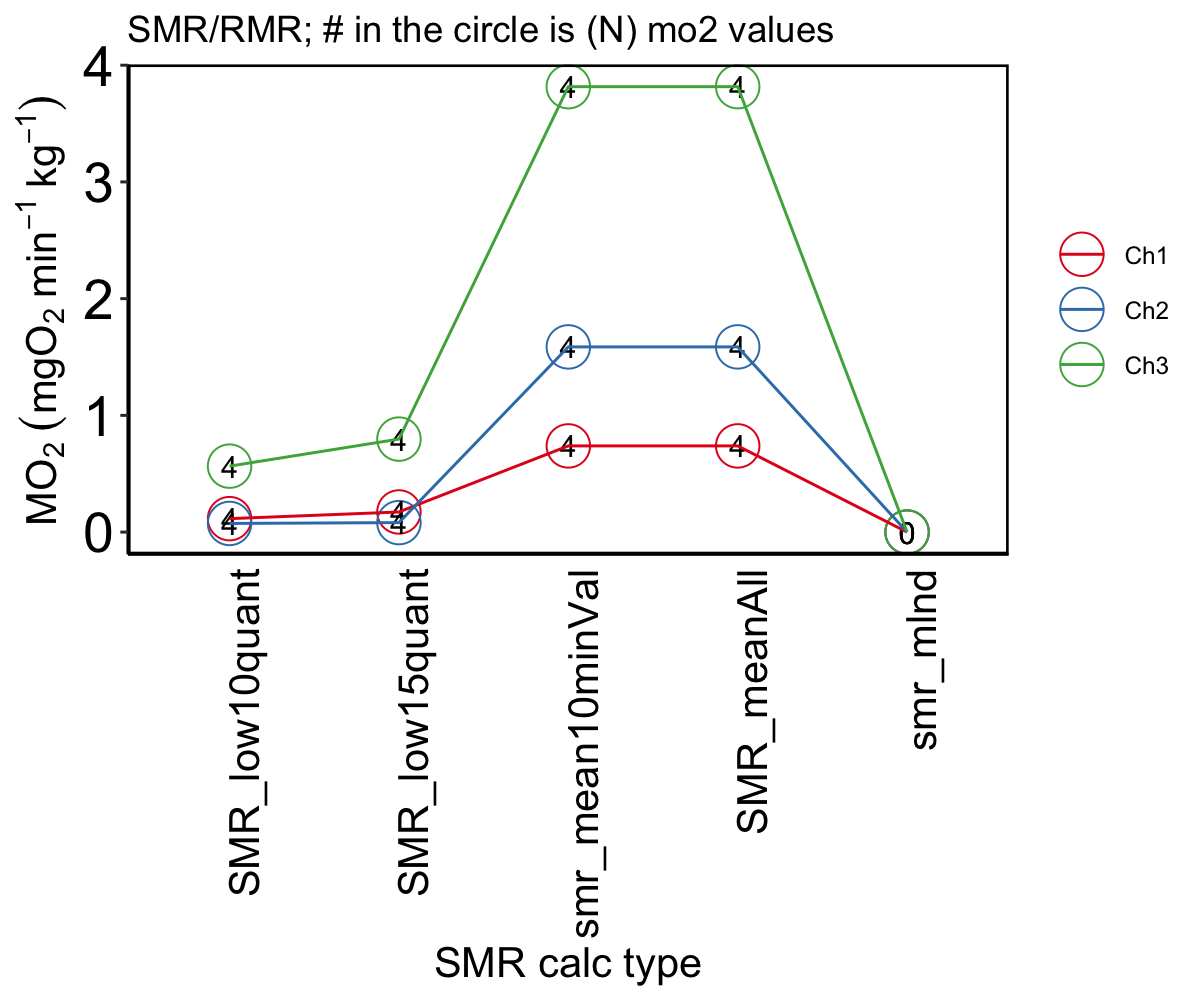 SMR/RMR; # in the circle is (N) mo2 values
MO₂ (mgO₂ min⁻¹ kg⁻¹)
4
3
2
1
0
4 4
4 4
4 4
4 4
4 4
4 4
0
SMR_low10quant
SMR_low15quant
smr_mean10minVal
SMR_meanAll
smr_mlnd
SMR calc type
Ch1
Ch2
Ch3